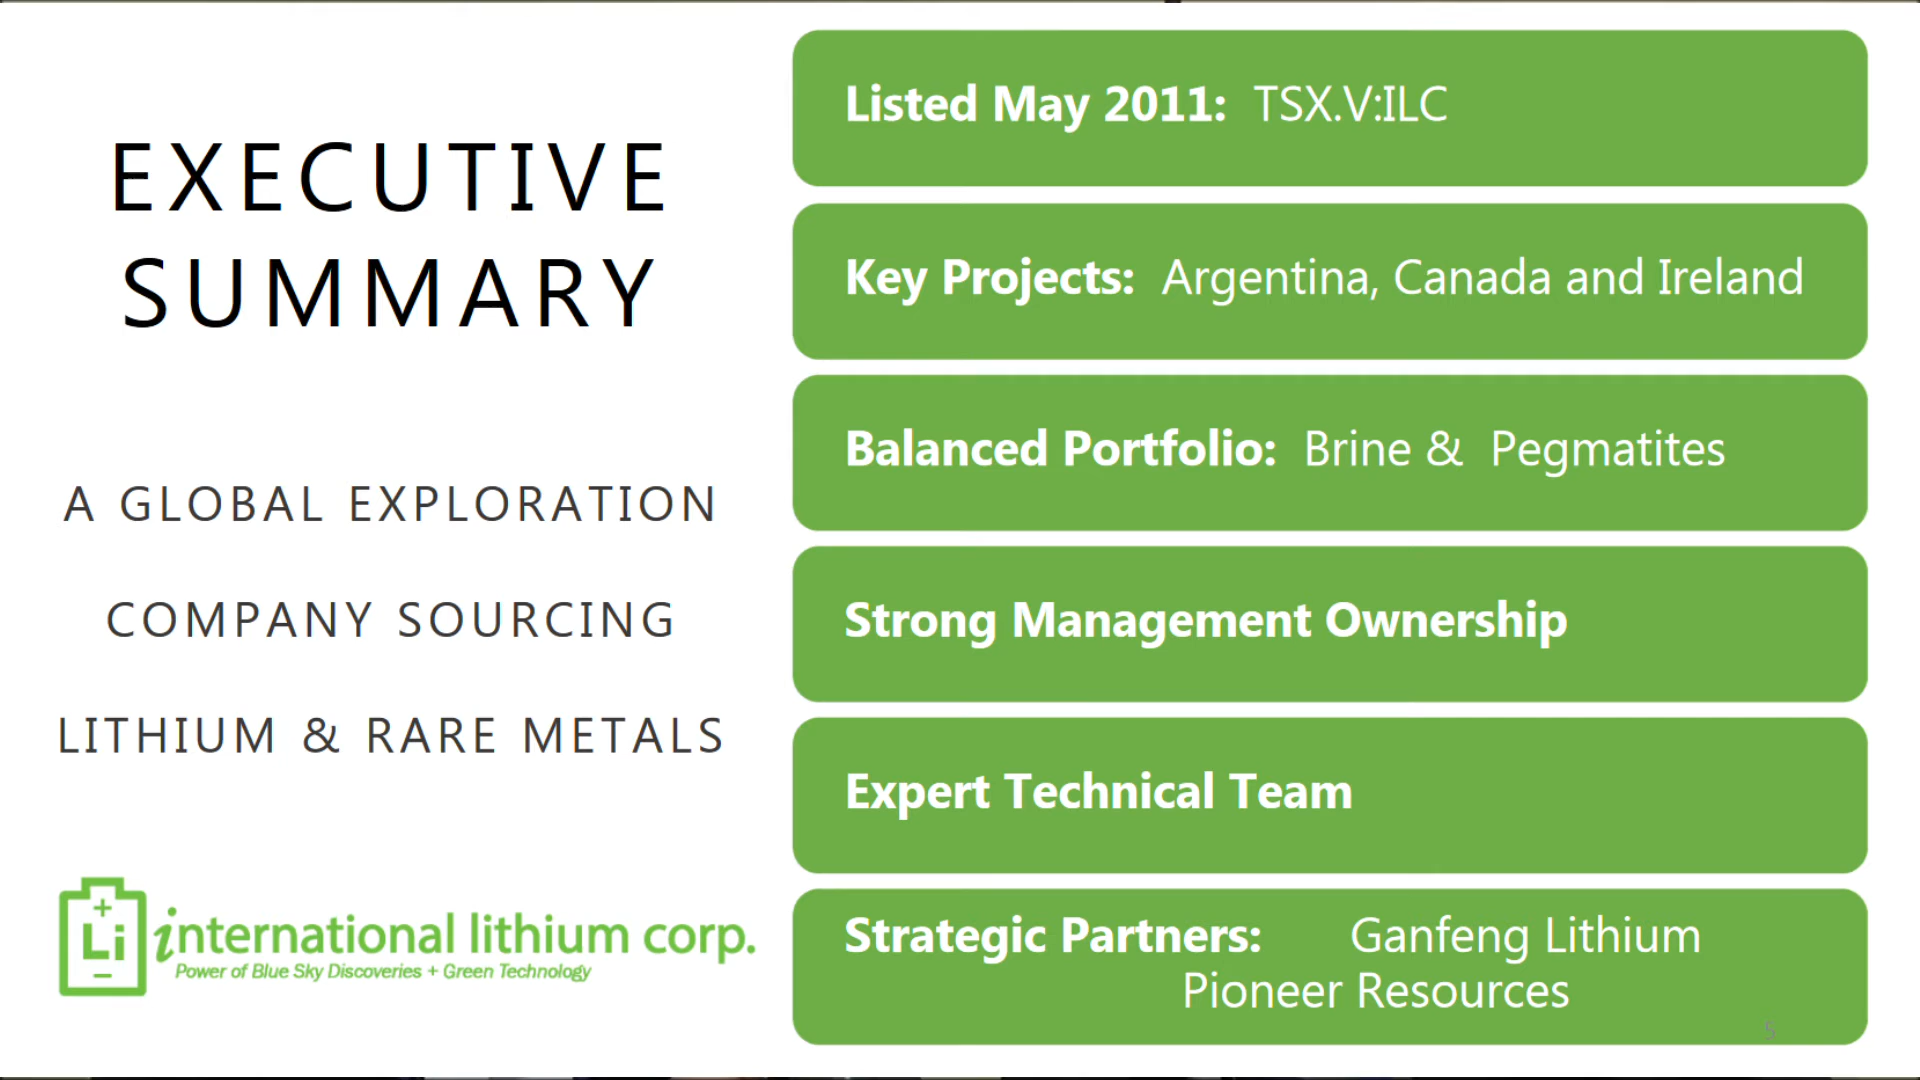 EXECUTIVE
SUMMARY
A GLOBAL EXPLORATION
COMPANY SOURCING
LITHIUM & RARE METALS
+
Li
–
international lithium corp.
Power of Blue Sky Discoveries + Green Technology
Listed May 2011: TSX.V:ILC
Key Projects: Argentina, Canada and Ireland
Balanced Portfolio: Brine & Pegmatites
Strong Management Ownership
Expert Technical Team
Strategic Partners: Ganfeng Lithium
Pioneer Resources
5